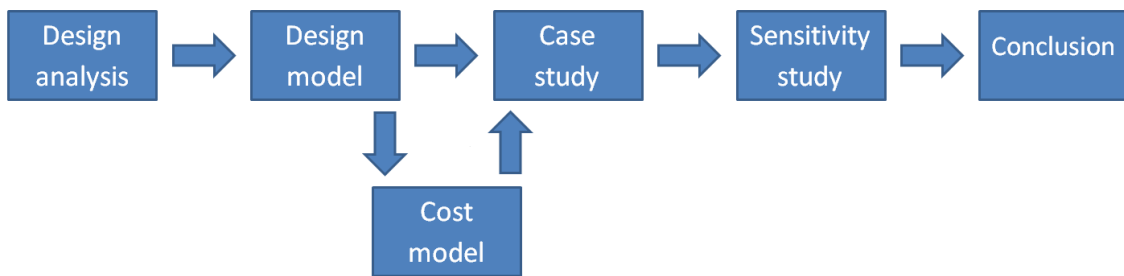 Design
analysis
Design
model
Case
study
Sensitivity
study
Conclusion
Cost
model